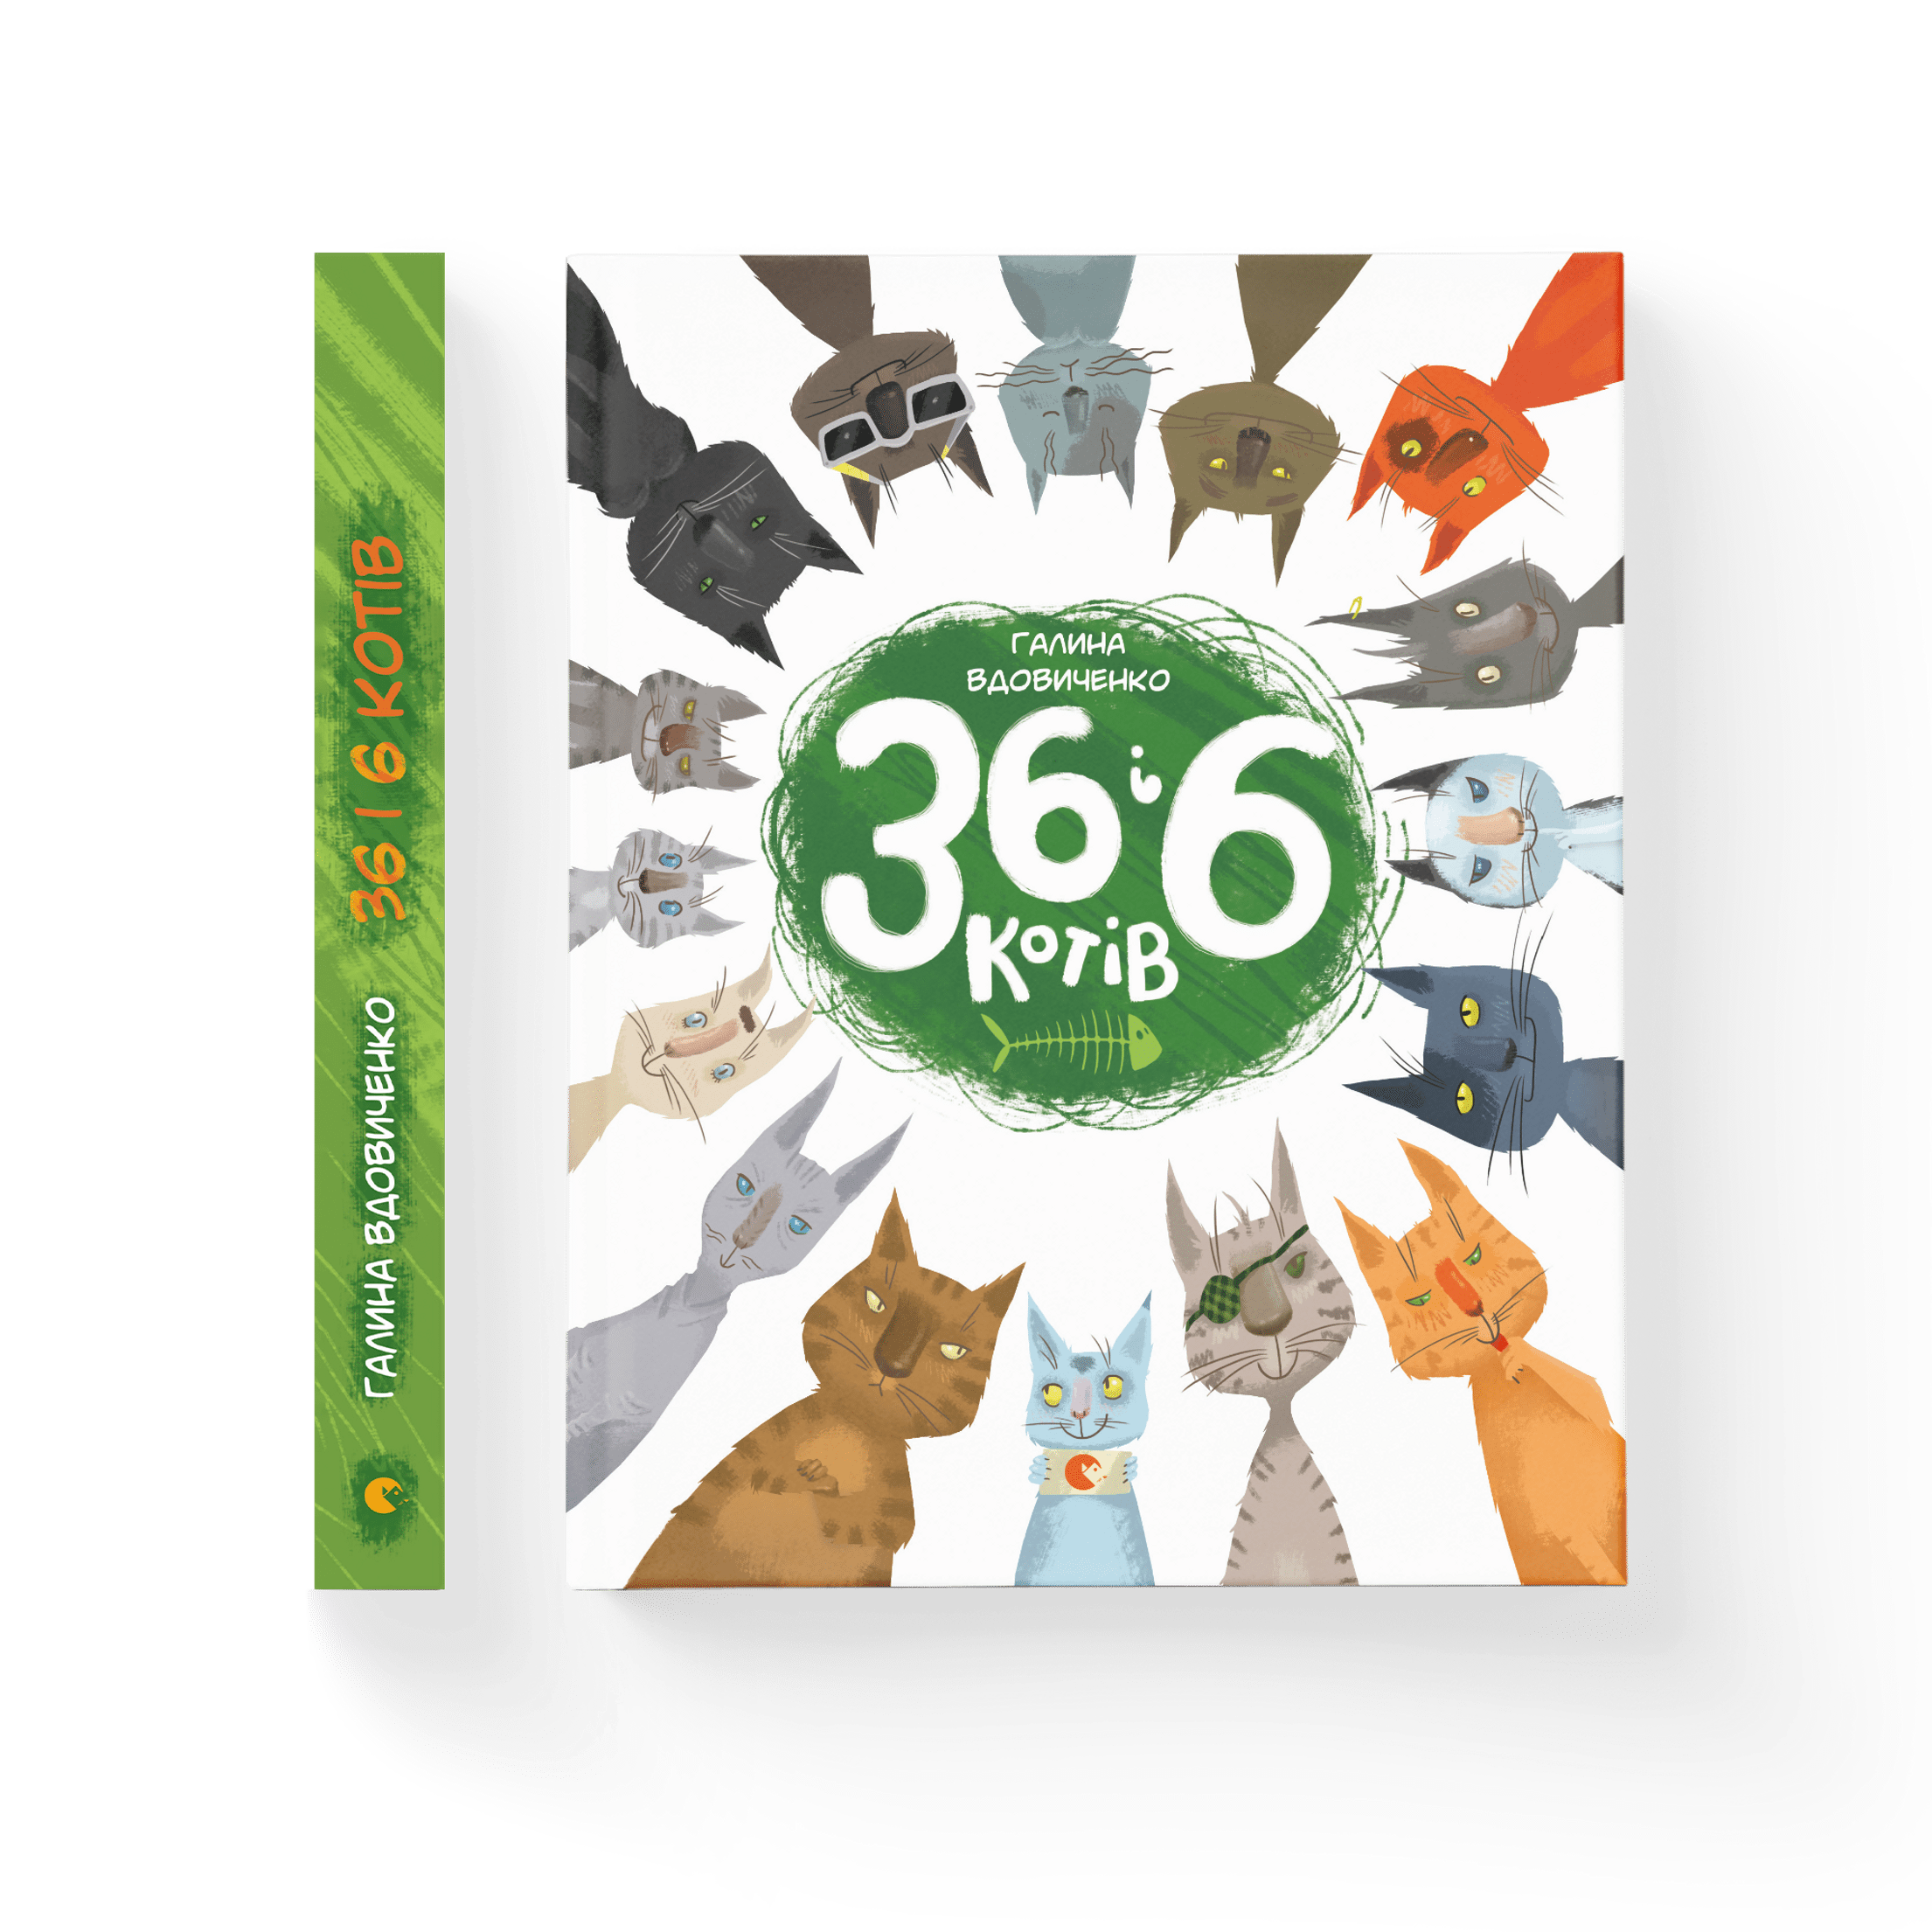 36 І 6 КОТІВ
ГАЛИНА ВДОВИЧЕНКО
ГАЛИНА
ВДОВИЧЕНКО
36 і 6
КОТІВ